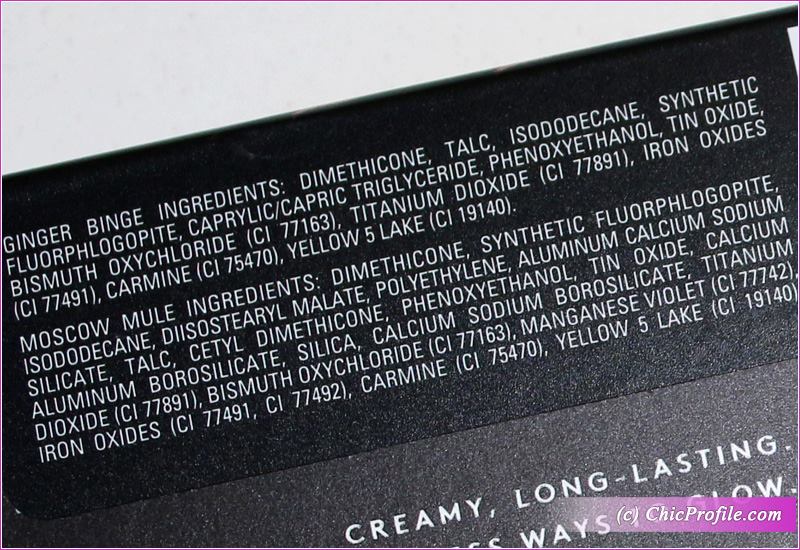 GINGER BINGE INGREDIENTS: DIMETHICONE, TALC, ISODODECANE, SYNTHETIC
FLUORPHLOGOPITE, CAPRYLIC/CAPRIC TRIGLYCERIDE, PHENOXYETHANOL, TIN OXIDE,
BISMUTH OXYCHLORIDE (CI 77163), TITANIUM DIOXIDE (CI 77891), IRON OXIDES
(CI 77491), CARMINE (CI 75470), YELLOW 5 LAKE (CI 19140).
MOSCOW MULE INGREDIENTS: DIMETHICONE, SYNTHETIC FLUORPHLOGOPITE,
ISODODECANE, DIISOSTEARYL MALATE, POLYETHYLENE, ALUMINUM CALCIUM SODIUM
SILICATE, TALC, CETYL DIMETHICONE, PHENOXYETHANOL, TIN OXIDE, CALCIUM
ALUMINUM BOROSILICATE, SILICA, CALCIUM SODIUM BOROSILICATE, TITANIUM
DIOXIDE (CI 77891), BISMUTH OXYCHLORIDE (CI 77163), MANGANESE VIOLET (CI 77742),
IRON OXIDES (CI 77491, CI 77492), CARMINE (CI 75470), YELLOW 5 LAKE (CI 19140)
CREAMY, LONG-LASTING.
WAYS GLOW.
(c) ChicProfile.com